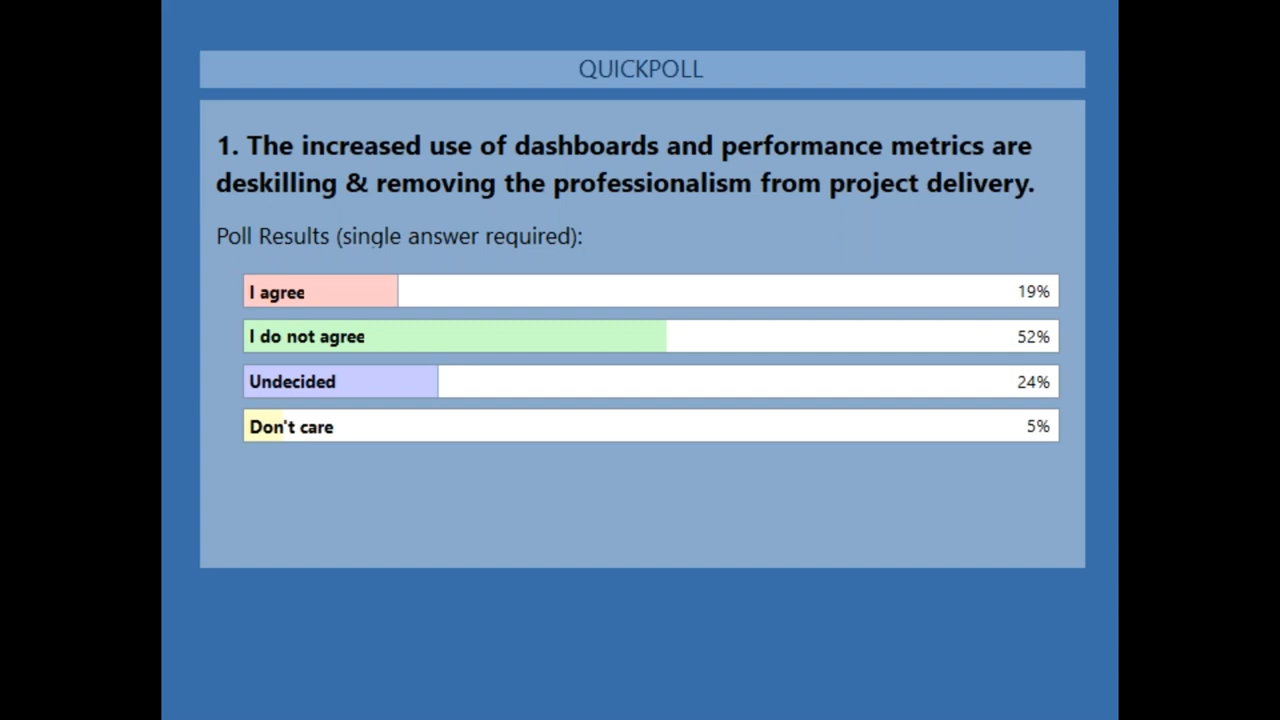 QUICKPOLL
1. The increased use of dashboards and performance metrics are
deskilling & removing the professionalism from project delivery.
Poll Results (single answer required):
I agree 19%
I do not agree 52%
Undecided 24%
Don't care 5%